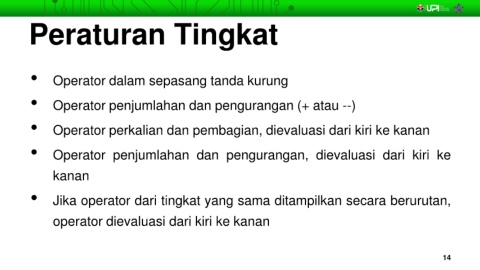 UPI
Peraturan Tingkat
• Operator dalam sepasang tanda kurung
• Operator penjumlahan dan pengurangan (+ atau --)
• Operator perkalian dan pembagian, dievaluasi dari kiri ke kanan
• Operator penjumlahan dan pengurangan, dievaluasi dari kiri ke
kanan
• Jika operator dari tingkat yang sama ditampilkan secara berurutan,
operator dievaluasi dari kiri ke kanan
14